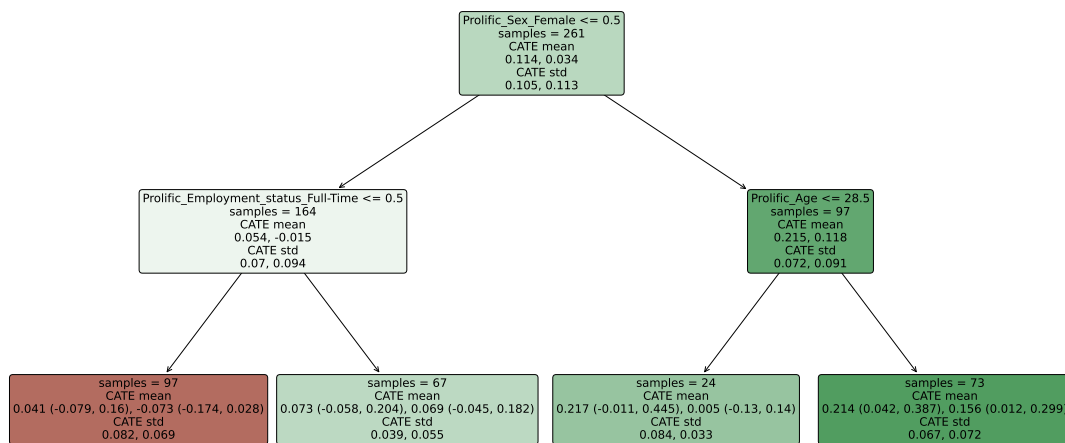 Prolific_Sex_Female <= 0.5
samples = 261
CATE mean
0.114, 0.034
CATE std
0.105, 0.113
Prolific_Employment_status_Full-Time <= 0.5
samples = 164
CATE mean
0.054, -0.015
CATE std
0.07, 0.094
Prolific_Age <= 28.5
samples = 97
CATE mean
0.215, 0.118
CATE std
0.072, 0.091
samples = 97
CATE mean
0.041 (-0.079, 0.16), -0.073 (-0.174, 0.028)
CATE std
0.082, 0.069
samples = 67
CATE mean
0.073 (-0.058, 0.204), 0.069 (-0.045, 0.182)
CATE std
0.039, 0.055
samples = 24
CATE mean
0.217 (-0.011, 0.445), 0.005 (-0.13, 0.14)
CATE std
0.084, 0.033
samples = 73
CATE mean
0.214 (0.042, 0.387), 0.156 (0.012, 0.299
CATE std
0.067, 0.072